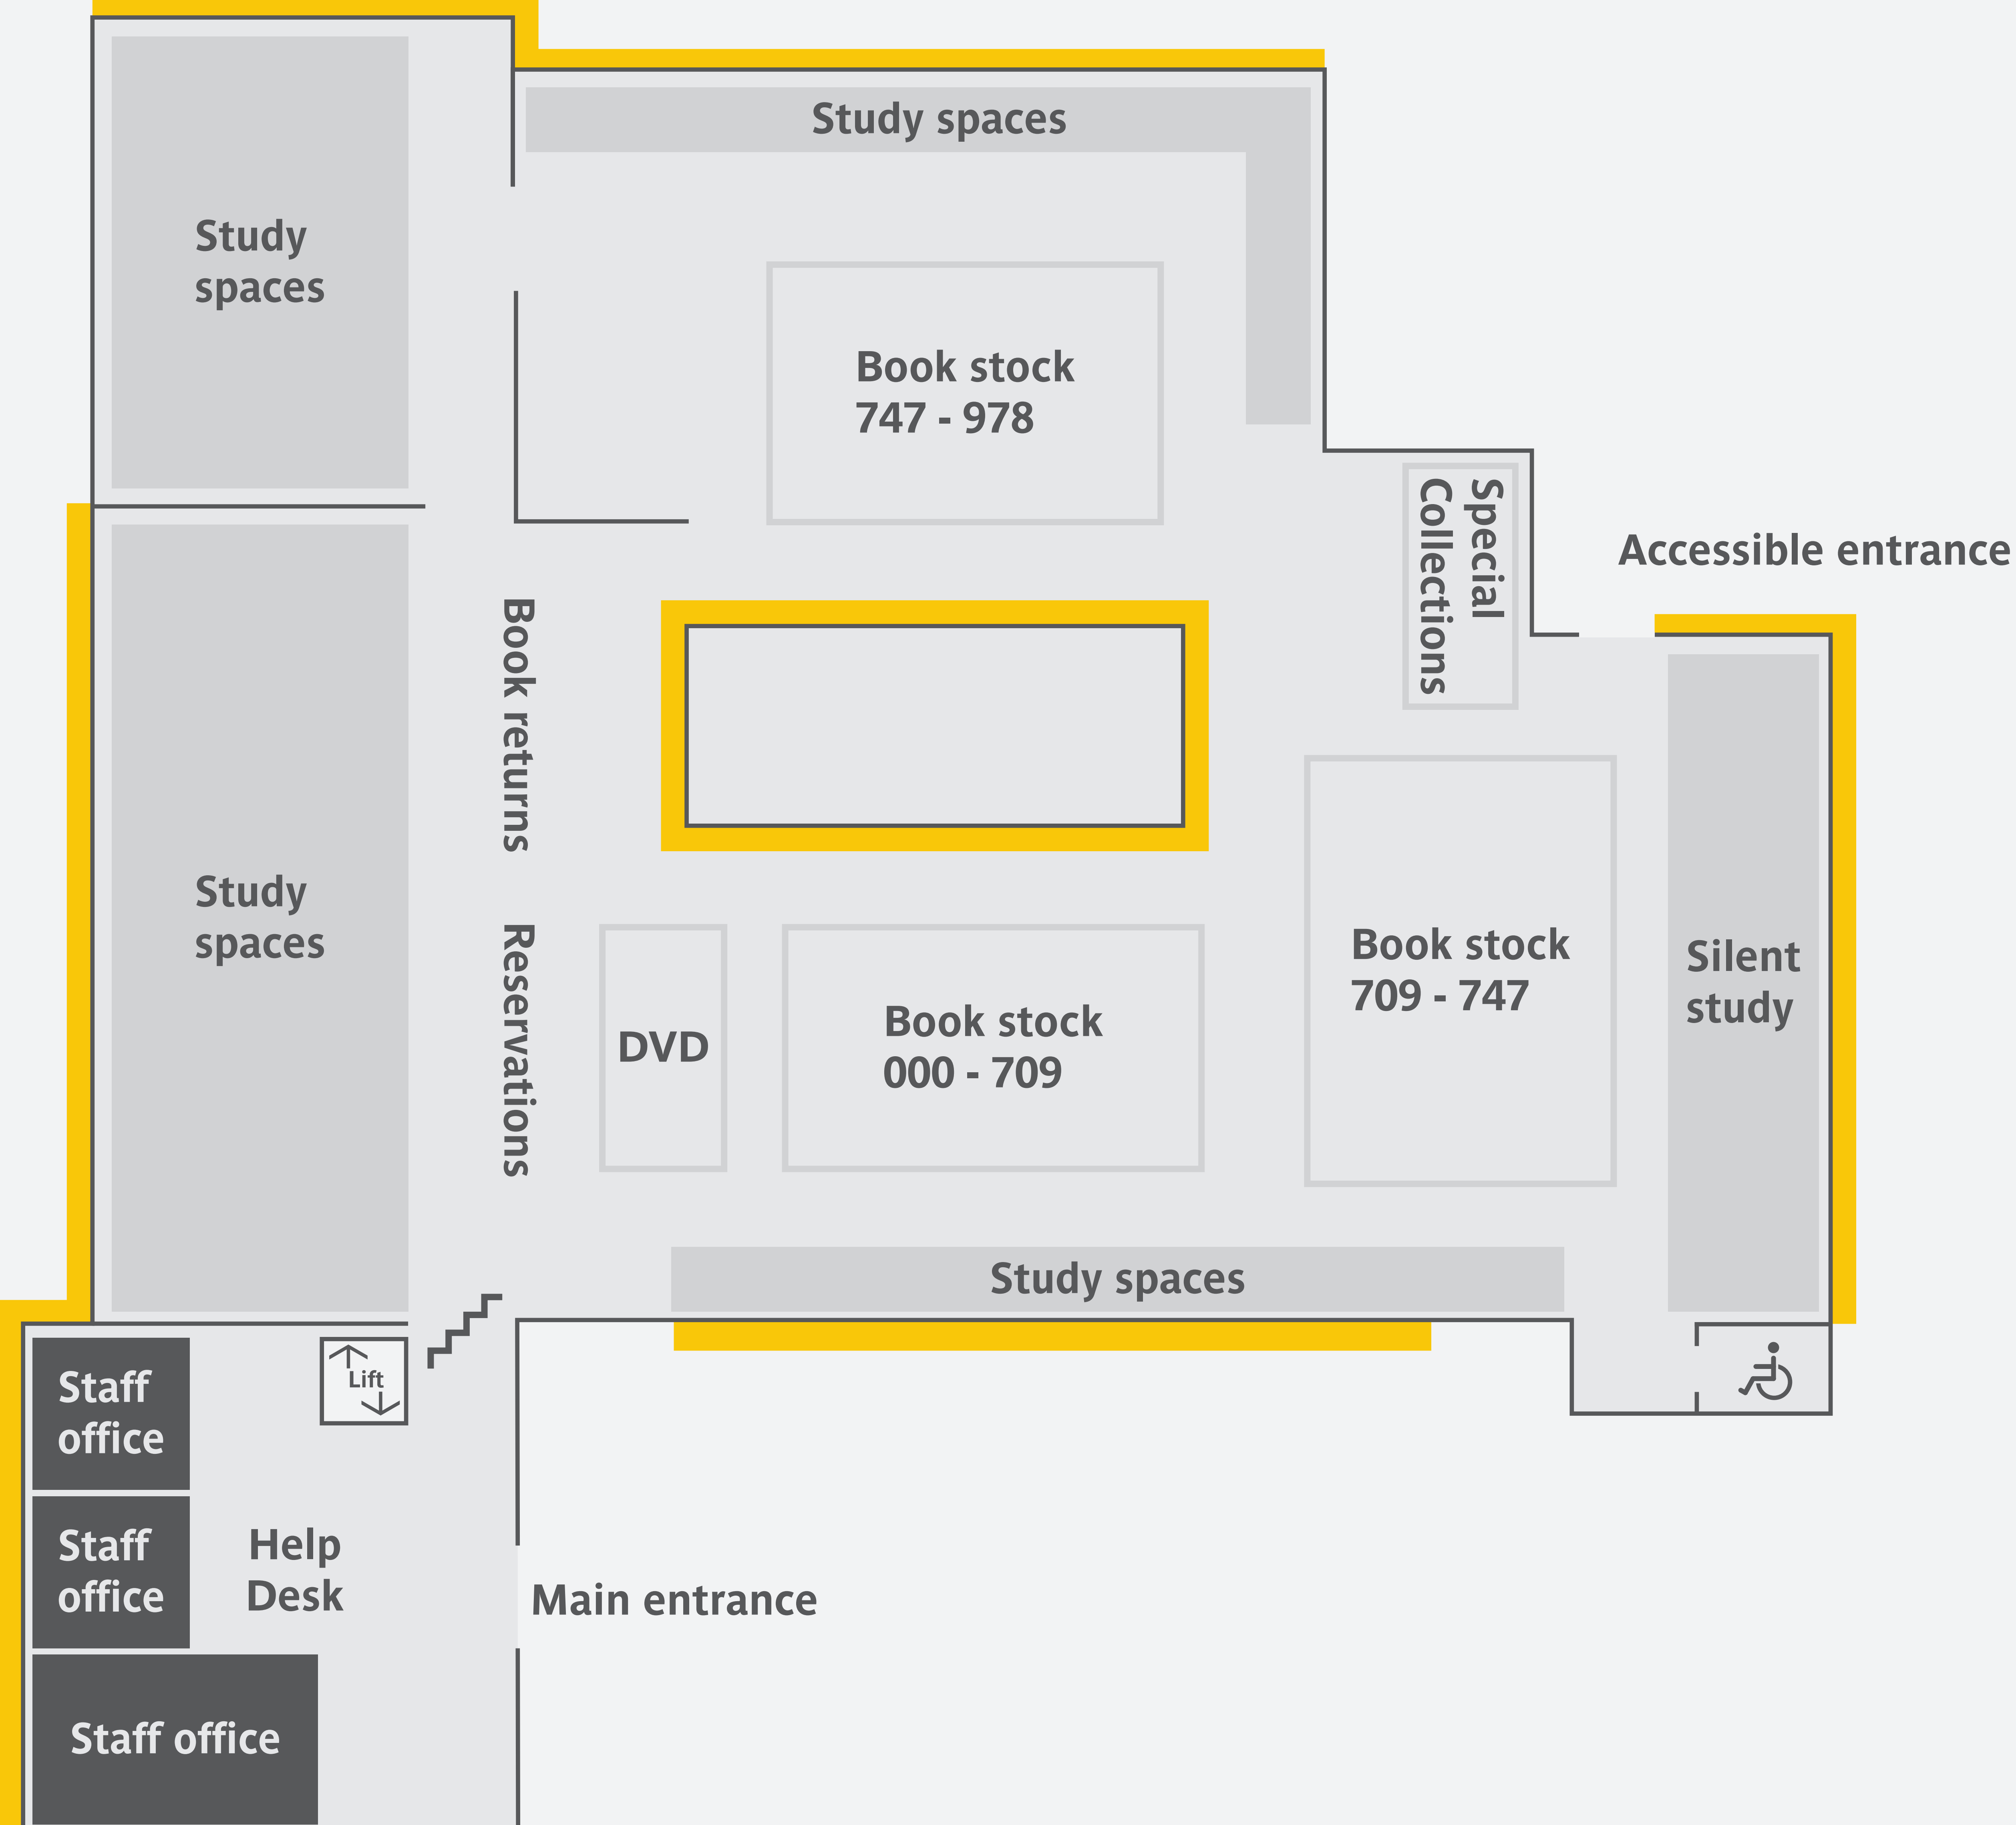 Study spaces
Study
spaces
Book stock
747 - 978
Special
Collections
Accessible entrance
Book returns
Study
spaces
Reservations
DVD
Book stock
000 - 709
Book stock
709 - 747
Silent
study
Study spaces
Lift
Staff
office
Staff
office
Help
Desk
Main entrance
Staff office